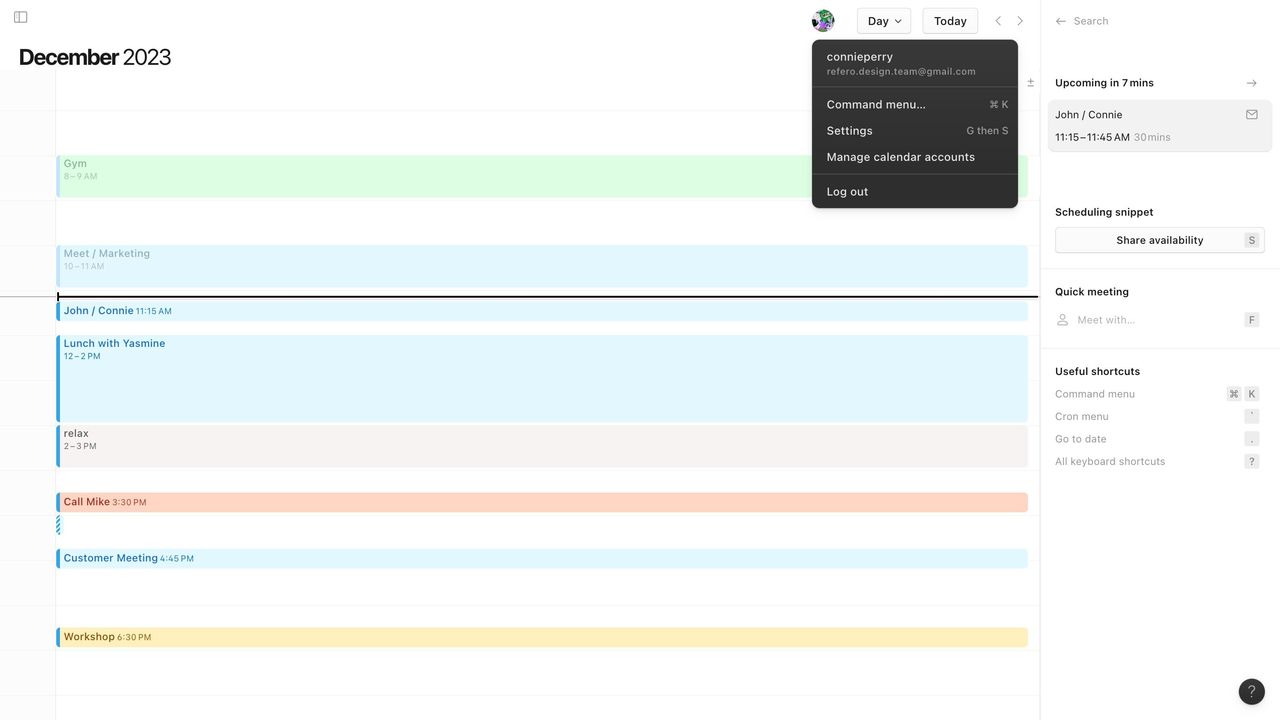 Day
Today
December 2023
connieperry
refero.design.team@gmail.com
Command menu... ⌘ K
Settings G then S
Manage calendar accounts
Log out
Gym
8–9 AM
Meet / Marketing
10–11 AM
John / Connie 11:15 AM
Lunch with Yasmine
12–2 PM
relax
2–3 PM
Call Mike 3:30 PM
Customer Meeting 4:45 PM
Workshop 6:30 PM
Search
Upcoming in 7 mins
John / Connie
11:15–11:45 AM 30 mins
Scheduling snippet
Share availability S
Quick meeting
Meet with... F
Useful shortcuts
Command menu ⌘ K
Cron menu `
Go to date .
All keyboard shortcuts ?
?